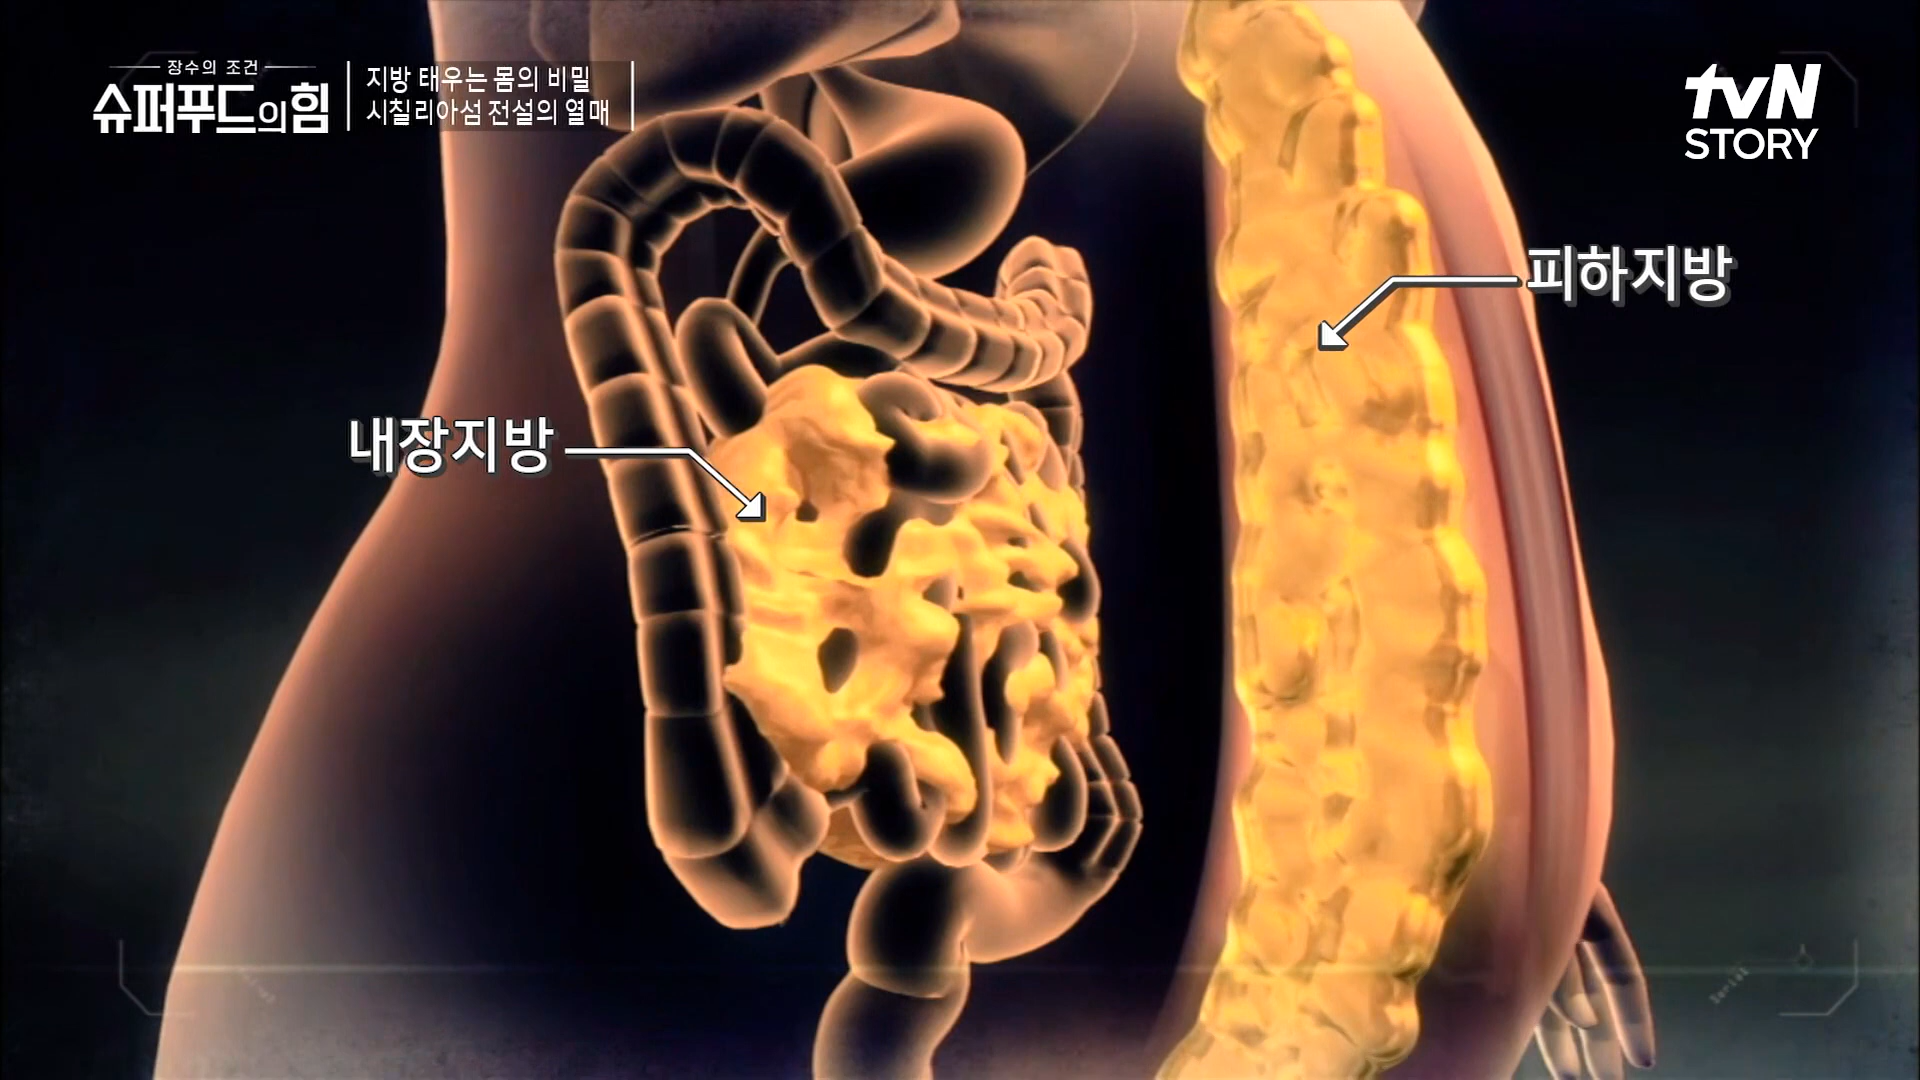 장수의 조건
슈퍼푸드의힘
지방 태우는 몸의 비밀
시칠리아섬 전설의 열매
tvN
STORY
피하지방
내장지방